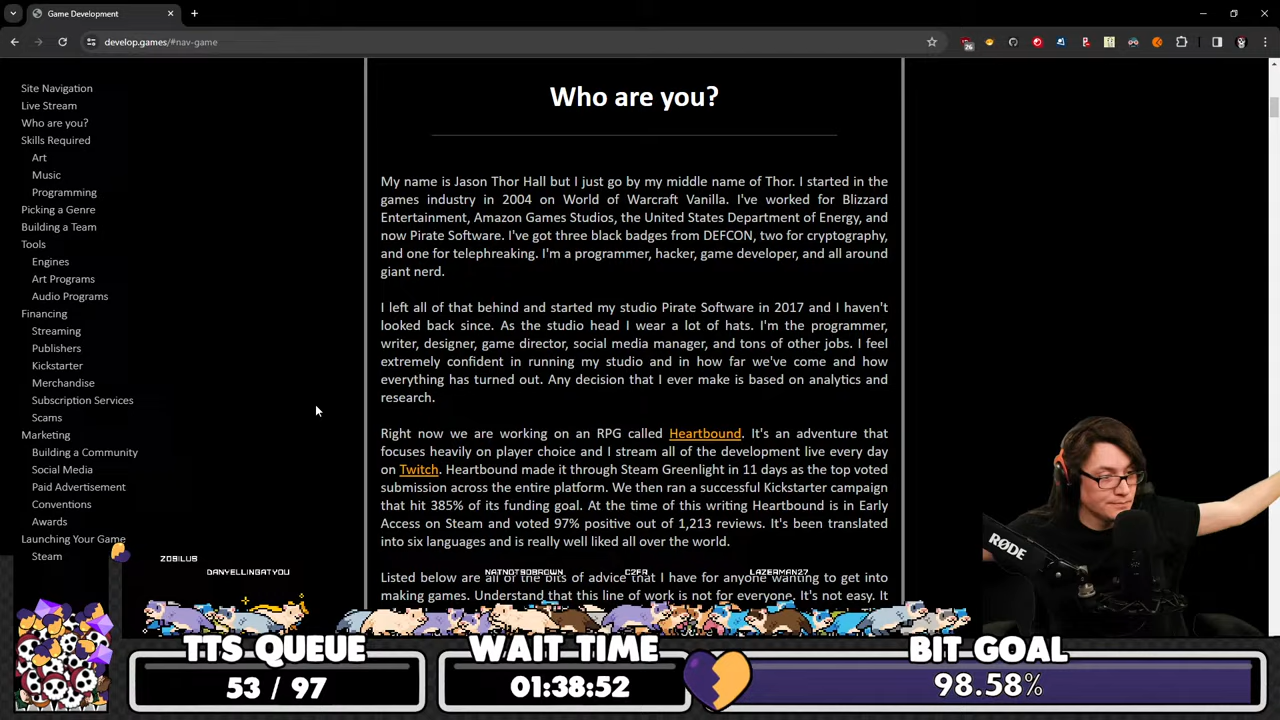 Game Development
develop.games/#nav-game
26
Site Navigation
Live Stream
Who are you?
Skills Required
Art
Music
Programming
Picking a Genre
Building a Team
Tools
Engines
Art Programs
Audio Programs
Financing
Streaming
Publishers
Kickstarter
Merchandise
Subscription Services
Scams
Marketing
Building a Community
Social Media
Paid Advertisement
Conventions
Awards
Launching Your Game
Steam
Who are you?
My name is Jason Thor Hall but I just go by my middle name of Thor. I started in the
games industry in 2004 on World of Warcraft Vanilla. I've worked for Blizzard
Entertainment, Amazon Games Studios, the United States Department of Energy, and
now Pirate Software. I've got three black badges from DEFCON, two for cryptography,
and one for telephreaking. I'm a programmer, hacker, game developer, and all around
giant nerd.
I left all of that behind and started my studio Pirate Software in 2017 and I haven't
looked back since. As the studio head I wear a lot of hats. I'm the programmer,
writer, designer, game director, social media manager, and tons of other jobs. I feel
extremely confident in running my studio and in how far we've come and how
everything has turned out. Any decision that I ever make is based on analytics and
research.
Right now we are working on an RPG called Heartbound. It's an adventure that
focuses heavily on player choice and I stream all of the development live every day
on Twitch. Heartbound made it through Steam Greenlight in 11 days as the top voted
submission across the entire platform. We then ran a successful Kickstarter campaign
that hit 385% of its funding goal. At the time of this writing Heartbound is in Early
Access on Steam and voted 97% positive out of 1,213 reviews. It's been translated
into six languages and is really well liked all over the world.
Listed below are all of the bits of advice that I have for anyone wanting to get into
making games. Understand that this line of work is not for everyone. It's not easy. It
ZOBILUS
DANYELLINGATYOU
NATNOTSOBROWN
CZFR
LAZERMAN27
RØDE
TTS QUEUE
53 / 97
WAIT TIME
01:38:52
BIT GOAL
98.58%